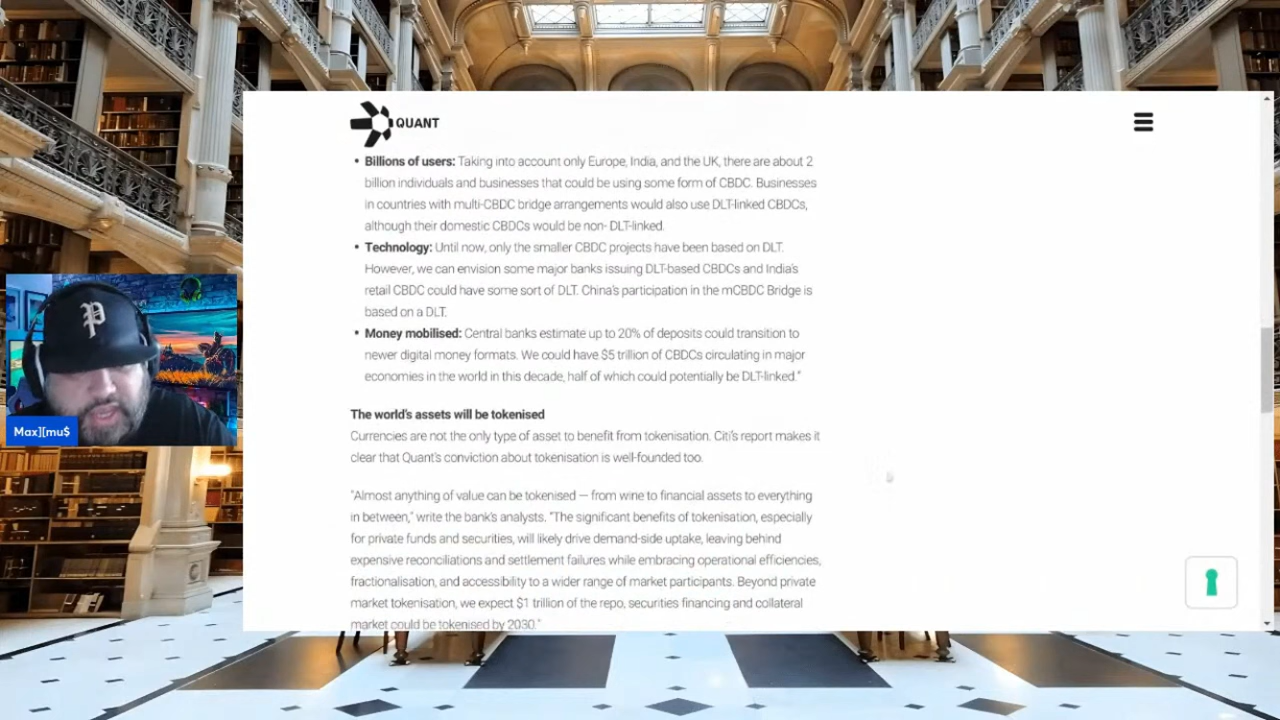 QUANT
• Billions of users: Taking into account only Europe, India, and the UK, there are about 2
billion individuals and businesses that could be using some form of CBDC. Businesses
in countries with multi-CBDC bridge arrangements would also use DLT-linked CBDCs,
although their domestic CBDCs would be non- DLT-linked.
• Technology: Until now, only the smaller CBDC projects have been based on DLT.
However, we can envision some major banks issuing DLT-based CBDCs and India's
retail CBDC could have some sort of DLT. China's participation in the mCBDC Bridge is
based on a DLT.
• Money mobilised: Central banks estimate up to 20% of deposits could transition to
newer digital money formats. We could have $5 trillion of CBDCs circulating in major
economies in the world in this decade, half of which could potentially be DLT-linked."
The world's assets will be tokenised
Currencies are not the only type of asset to benefit from tokenisation. Citi's report makes it
clear that Quant's conviction about tokenisation is well-founded too.
"Almost anything of value can be tokenised — from wine to financial assets to everything
in between," write the bank's analysts. "The significant benefits of tokenisation, especially
for private funds and securities, will likely drive demand-side uptake, leaving behind
expensive reconciliations and settlement failures while embracing operational efficiencies,
fractionalisation, and accessibility to a wider range of market participants. Beyond private
market tokenisation, we expect $1 trillion of the repo, securities financing and collateral
market could be tokenised by 2030."
P
Max][mu$